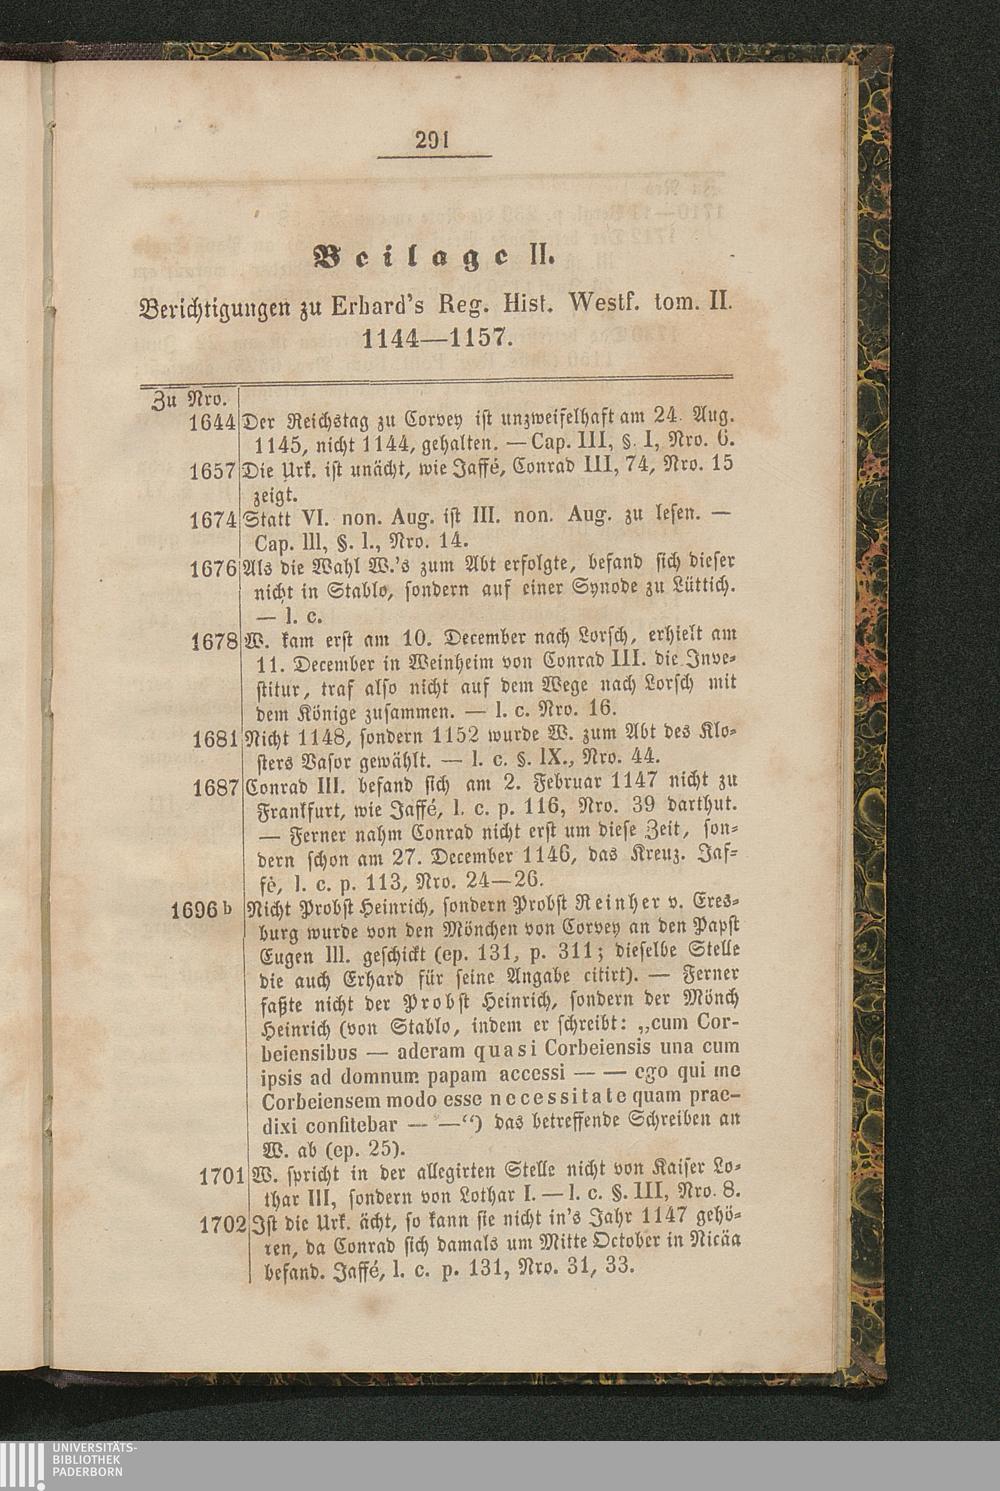 291
Beilage II.
Berichtigungen zu Erhard's Reg. Hist. Westf. tom. II.
1144—1157.
Zu Nro.
1644 Der Reichstag zu Corvey ist unzweifelhaft am 24. Aug.
1145, nicht 1144, gehalten. — Cap. III, §. I, Nro. 6.
1657 Die Urk. ist unächt, wie Jaffé, Conrad III, 74, Nro. 15
zeigt.
1674 Statt VI. non. Aug. ist III. non. Aug. zu lesen. —
Cap. III, §. I., Nro. 14.
1676 Als die Wahl W.'s zum Abt erfolgte, befand sich dieser
nicht in Stablo, sondern auf einer Synode zu Lüttich.
— l. c.
1678 W. kam erst am 10. December nach Lorsch, erhielt am
11. December in Weinheim von Conrad III. die Inve-
stitur, traf also nicht auf dem Wege nach Lorsch mit
dem Könige zusammen. — l. c. Nro. 16.
1681 Nicht 1148, sondern 1152 wurde W. zum Abt des Klo-
sters Vasor gewählt. — l. c. §. IX., Nro. 44.
1687 Conrad III. befand sich am 2. Februar 1147 nicht zu
Frankfurt, wie Jaffé, l. c. p. 116, Nro. 39 darthut.
— Ferner nahm Conrad nicht erst um diese Zeit, son-
dern schon am 27. December 1146, das Kreuz. Jaf-
fé, l. c. p. 113, Nro. 24—26.
1696 b Nicht Probst Heinrich, sondern Probst Reinher v. Eres-
burg wurde von den Mönchen von Corvey an den Papst
Eugen III. geschickt (ep. 131, p. 311; dieselbe Stelle
die auch Erhard für seine Angabe citirt). — Ferner
faßte nicht der Probst Heinrich, sondern der Mönch
Heinrich (von Stablo, indem er schreibt: „cum Cor-
beiensibus — aderam quasi Corbeiensis una cum
ipsis ad domnum papam accessi — — ego qui me
Corbeiensem modo esse necessitate quam prae-
dixi confitebar — —“) das betreffende Schreiben an
W. ab (ep. 25).
1701 W. spricht in der allegirten Stelle nicht von Kaiser Lo-
thar III, sondern von Lothar I. — l. c. §. III, Nro. 8.
1702 Ist die Urk. ächt, so kann sie nicht in's Jahr 1147 gehö-
ren, da Conrad sich damals um Mitte October in Nicäa
befand. Jaffé, l. c. p. 131, Nro. 31, 33.
UNIVERSITÄTS-
BIBLIOTHEK
PADERBORN